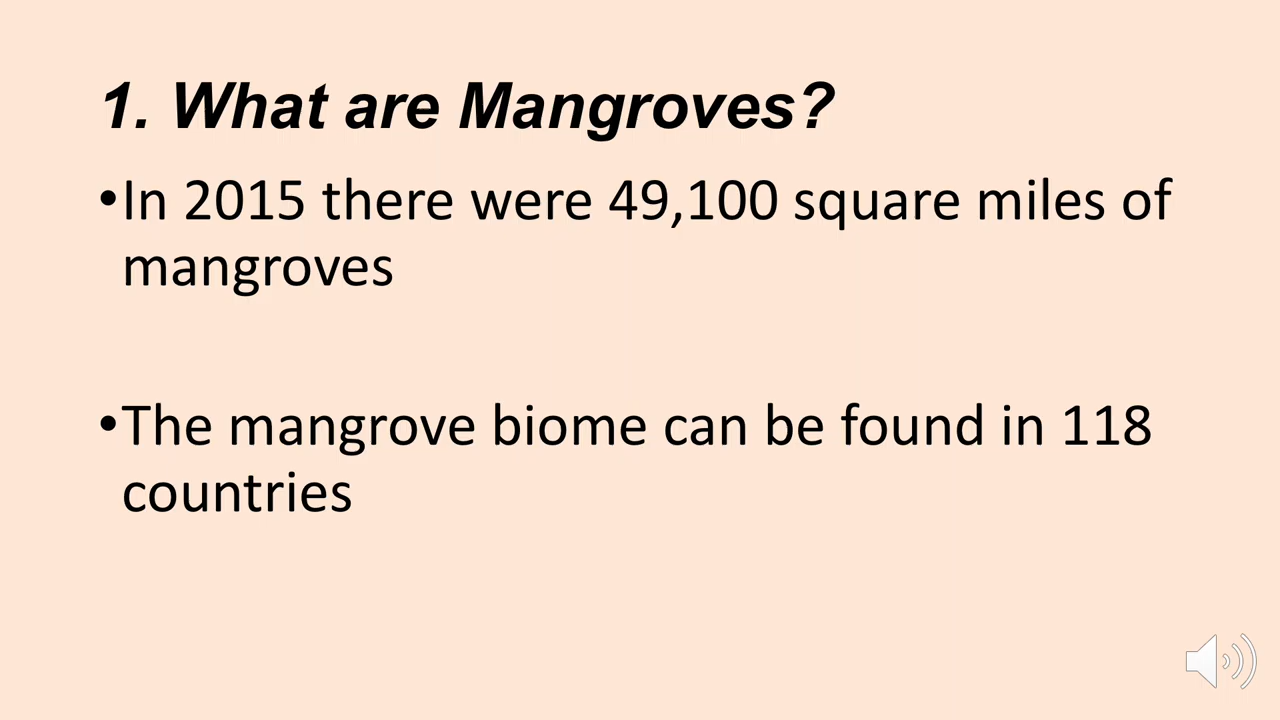 1. What are Mangroves?
•In 2015 there were 49,100 square miles of
mangroves
•The mangrove biome can be found in 118
countries